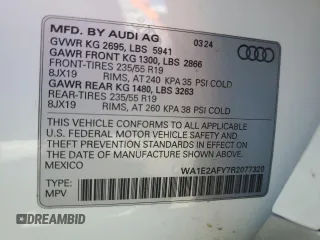 MFD. BY AUDI AG 03 24
GVWR KG 2695, LBS 5941
GAWR FRONT KG 1300, LBS 2866
FRONT-TIRES 235/55 R19
8JX19 RIMS, AT 240 KPA 35 PSI COLD
GAWR REAR KG 1480, LBS 3263
REAR-TIRES 235/55 R19
8JX19 RIMS, AT 260 KPA 38 PSI COLD
THIS VEHICLE CONFORMS TO ALL APPLICABLE
U.S. FEDERAL MOTOR VEHICLE SAFETY AND
THEFT PREVENTION STANDARDS IN EFFECT ON
THE DATE OF MANUFACTURE SHOWN ABOVE.
MEXICO
WA1E2AFY7R2077320
TYPE:
MPV
DREAMBID